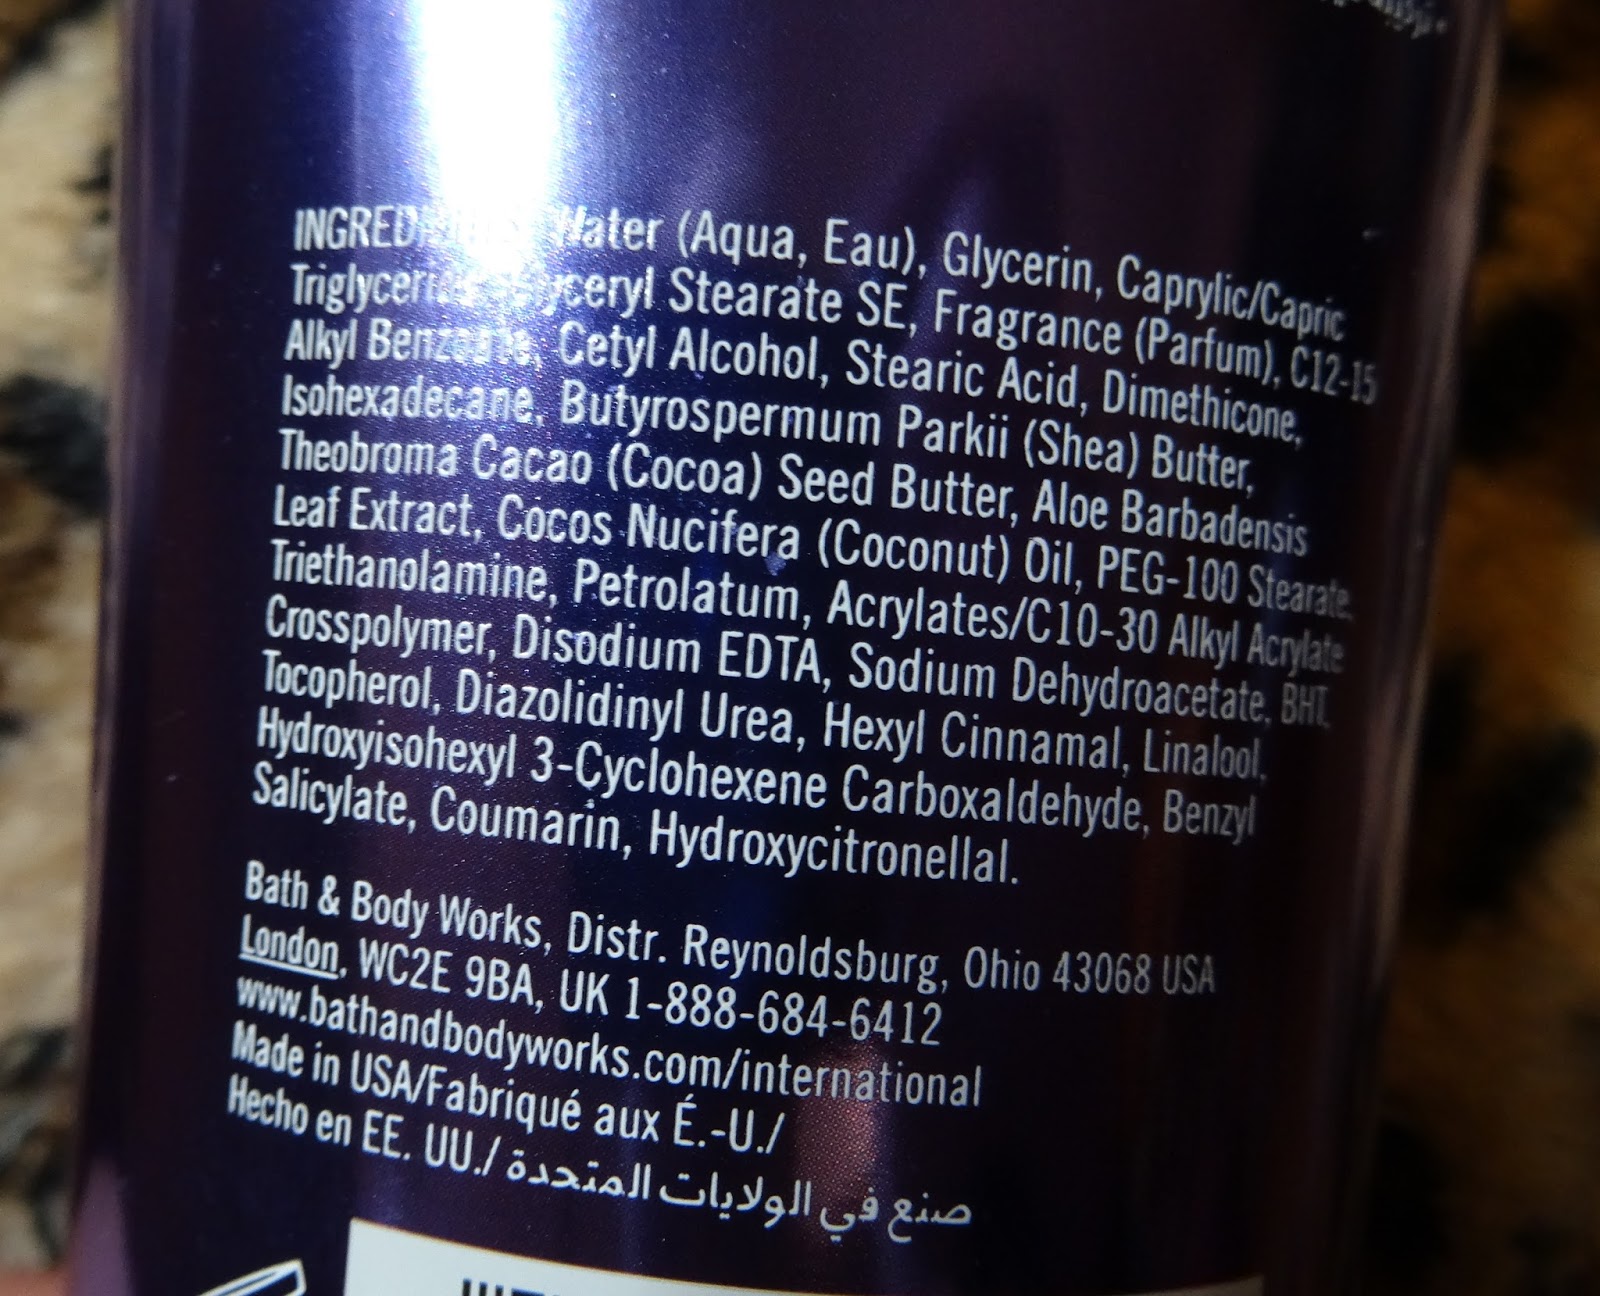 Water (Aqua, Eau), Glycerin, Caprylic/Capric
Stearate SE, Fragrance (Parfum), C12-15
Alkyl Benzoate, Cetyl Alcohol, Stearic Acid, Dimethicone,
Isohexadecane, Butyrospermum Parkii (Shea) Butter,
Theobroma Cacao (Cocoa) Seed Butter, Aloe Barbadensis
Leaf Extract, Cocos Nucifera (Coconut) Oil, PEG-100 Stearate,
Triethanolamine, Petrolatum, Acrylates/C10-30 Alkyl Acrylate
Crosspolymer, Disodium EDTA, Sodium Dehydroacetate, BHT,
Tocopherol, Diazolidinyl Urea, Hexyl Cinnamal, Linalool,
Hydroxyisohexyl 3-Cyclohexene Carboxaldehyde, Benzyl
Salicylate, Coumarin, Hydroxycitronellal.
Bath & Body Works, Distr. Reynoldsburg, Ohio 43068 USA
London, WC2E 9BA, UK 1-888-684-6412
www.bathandbodyworks.com/international
Made in USA/Fabriqué aux É.-U./
Hecho en EE. UU./ صنع في الولايات المتحدة